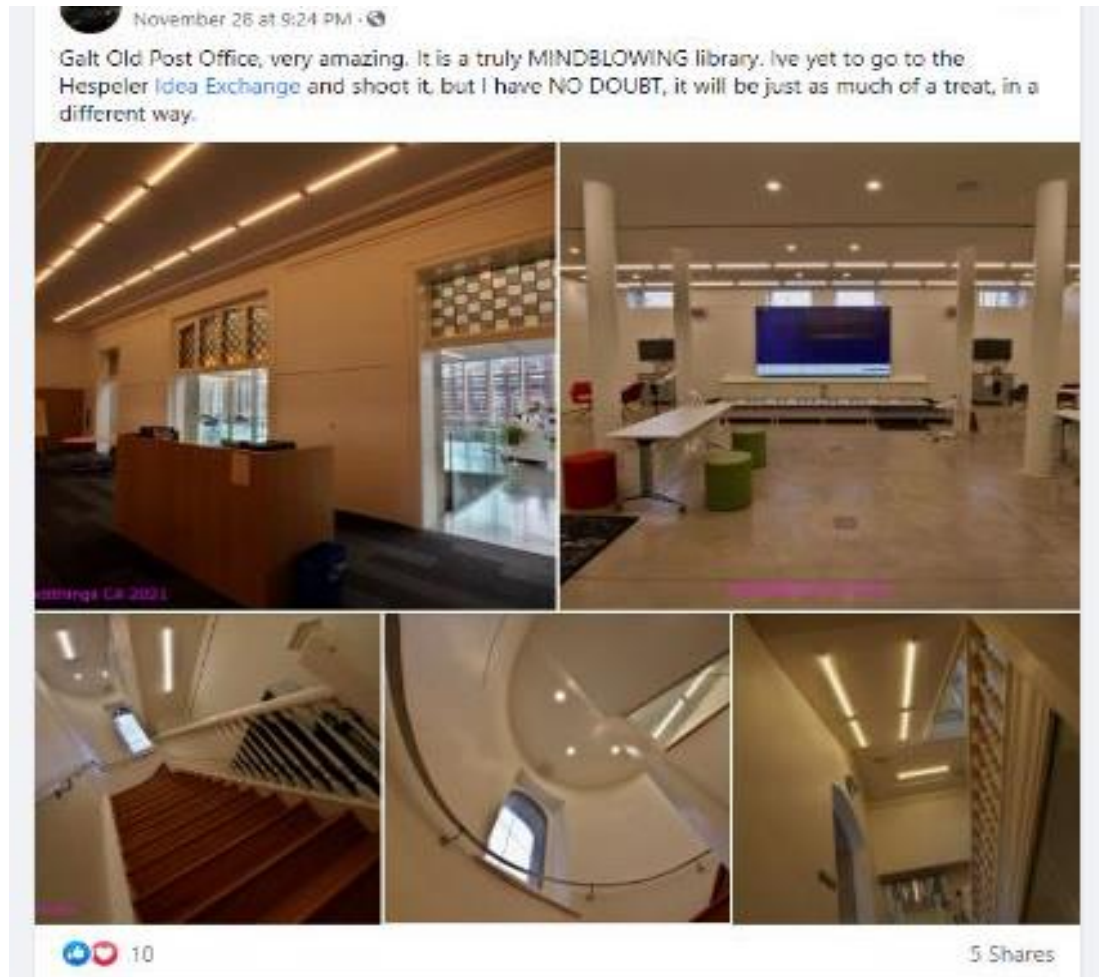 November 26 at 9:24 PM ·
Galt Old Post Office, very amazing. It is a truly MINDBLOWING library. Ive yet to go to the
Hespeler Idea Exchange and shoot it, but I have NO DOUBT, it will be just as much of a treat, in a
different way.
10
5 Shares